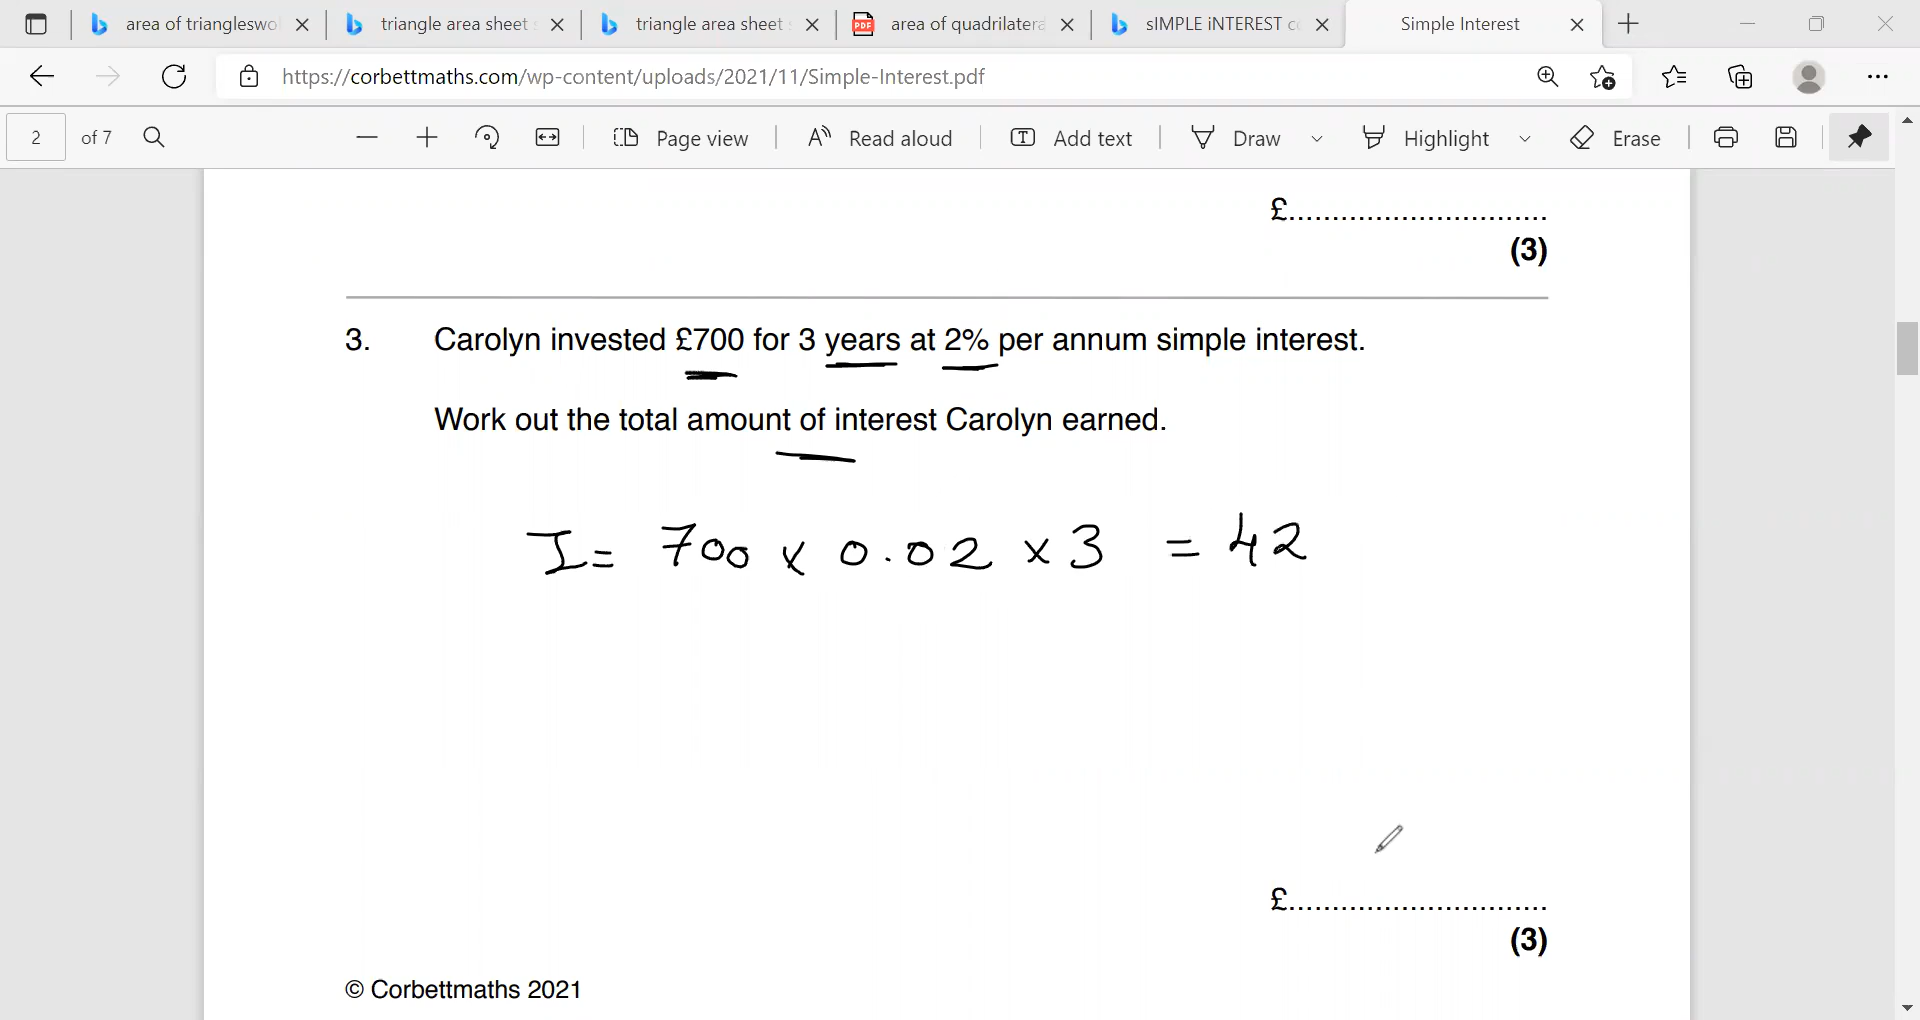 area of triangleswo
triangle area sheet
triangle area sheet
area of quadrilatera
sIMPLE iNTEREST c
Simple Interest
https://corbettmaths.com/wp-content/uploads/2021/11/Simple-Interest.pdf
2 of 7
Page view
Read aloud
Add text
Draw
Highlight
Erase
£..............................
(3)
3. Carolyn invested £700 for 3 years at 2% per annum simple interest.
Work out the total amount of interest Carolyn earned.
I = 700 x 0.02 x 3 = 42
£..............................
(3)
© Corbettmaths 2021